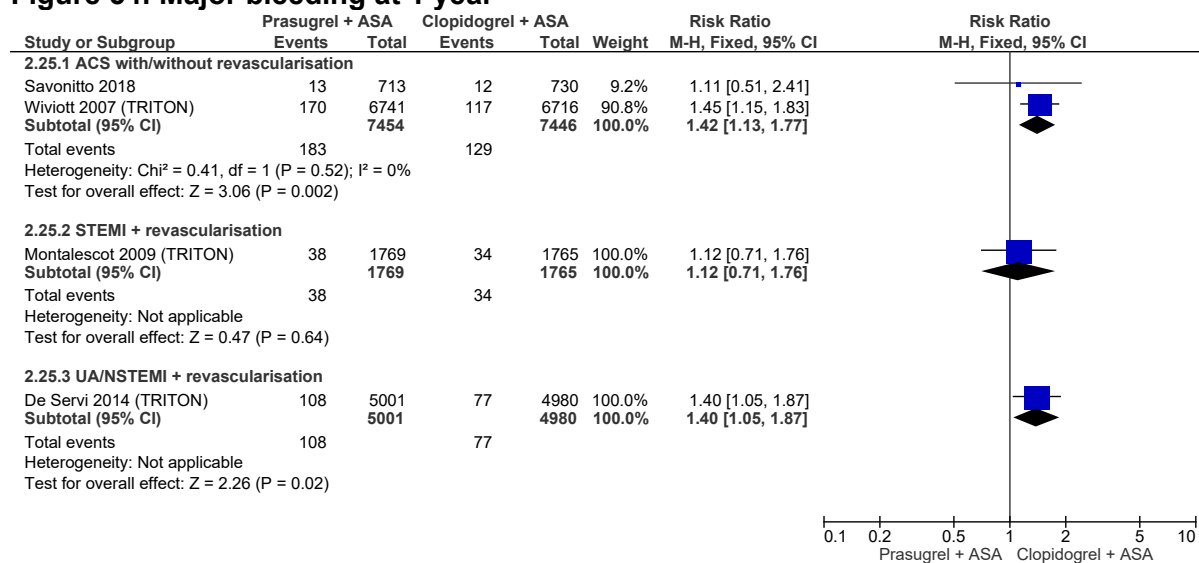 Prasugrel + ASA Clopidogrel + ASA Risk Ratio Risk Ratio
Study or Subgroup Events Total Events Total Weight M-H, Fixed, 95% CI M-H, Fixed, 95% CI
2.25.1 ACS with/without revascularisation
Savonitto 2018 13 713 12 730 9.2% 1.11 [0.51, 2.41]
Wiviott 2007 (TRITON) 170 6741 117 6716 90.8% 1.45 [1.15, 1.83]
Subtotal (95% CI) 7454 7446 100.0% 1.42 [1.13, 1.77]
Total events 183 129
Heterogeneity: Chi² = 0.41, df = 1 (P = 0.52); I² = 0%
Test for overall effect: Z = 3.06 (P = 0.002)
2.25.2 STEMI + revascularisation
Montalescot 2009 (TRITON) 38 1769 34 1765 100.0% 1.12 [0.71, 1.76]
Subtotal (95% CI) 1769 1765 100.0% 1.12 [0.71, 1.76]
Total events 38 34
Heterogeneity: Not applicable
Test for overall effect: Z = 0.47 (P = 0.64)
2.25.3 UA/NSTEMI + revascularisation
De Servi 2014 (TRITON) 108 5001 77 4980 100.0% 1.40 [1.05, 1.87]
Subtotal (95% CI) 5001 4980 100.0% 1.40 [1.05, 1.87]
Total events 108 77
Heterogeneity: Not applicable
Test for overall effect: Z = 2.26 (P = 0.02)
0.1 0.2 0.5 1 2 5 10
Prasugrel + ASA Clopidogrel + ASA